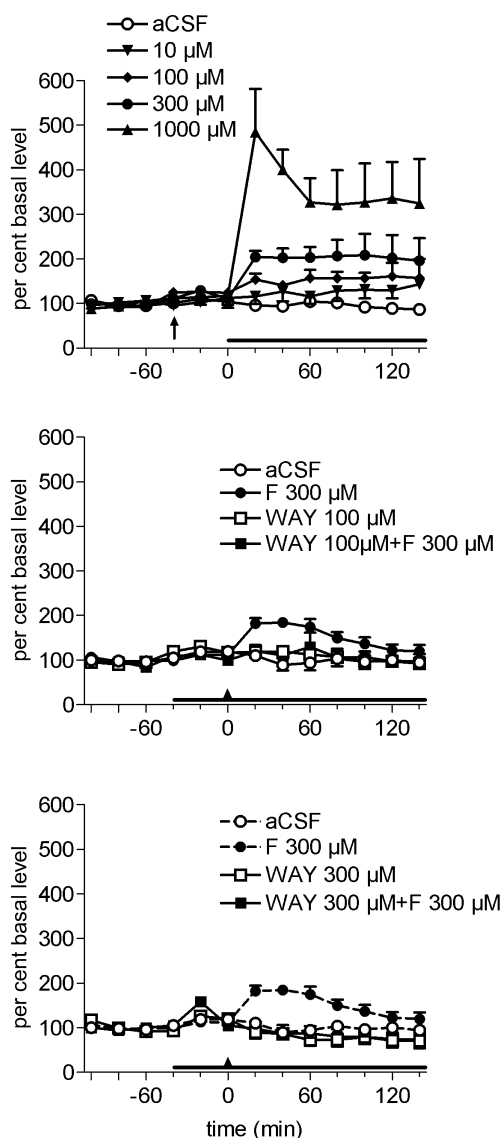 aCSF
10 µM
100 µM
300 µM
1000 µM
600
500
400
300
200
100
0
per cent basal level
-60 0 60 120
aCSF
F 300 µM
WAY 100 µM
WAY 100µM+F 300 µM
600
500
400
300
200
100
0
per cent basal level
-60 0 60 120
aCSF
F 300 µM
WAY 300 µM
WAY 300 µM+F 300 µM
600
500
400
300
200
100
0
per cent basal level
-60 0 60 120
time (min)